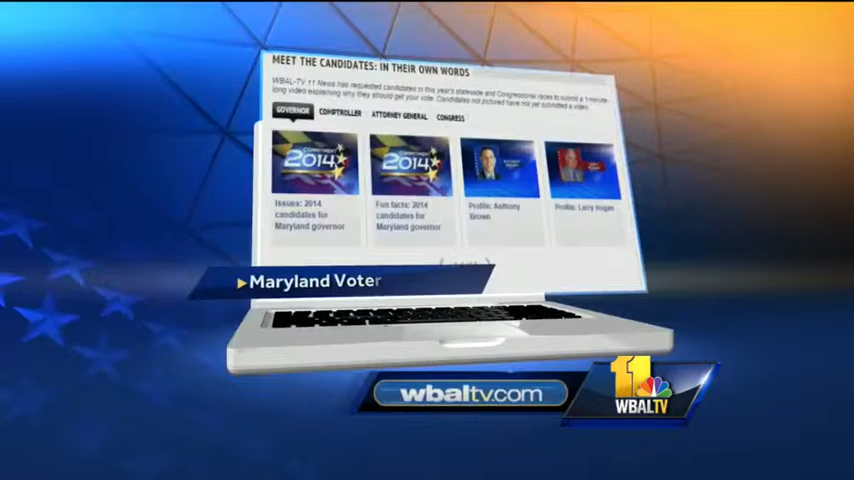 MEET THE CANDIDATES: IN THEIR OWN WORDS
WBAL-TV 11 News has requested candidates in this year's statewide and Congressional races to submit a 1-minute-
long video explaining why they should get your vote. Candidates not pictured have not yet submitted a video.
GOVERNOR COMPTROLLER ATTORNEY GENERAL CONGRESS
COMMITMENT
2014
COMMITMENT
2014
Issues: 2014
candidates for
Maryland governor
Fun facts: 2014
candidates for
Maryland governor
Profile: Anthony
Brown
Profile: Larry Hogan
Maryland Voter
wbaltv.com
11
WBALTV